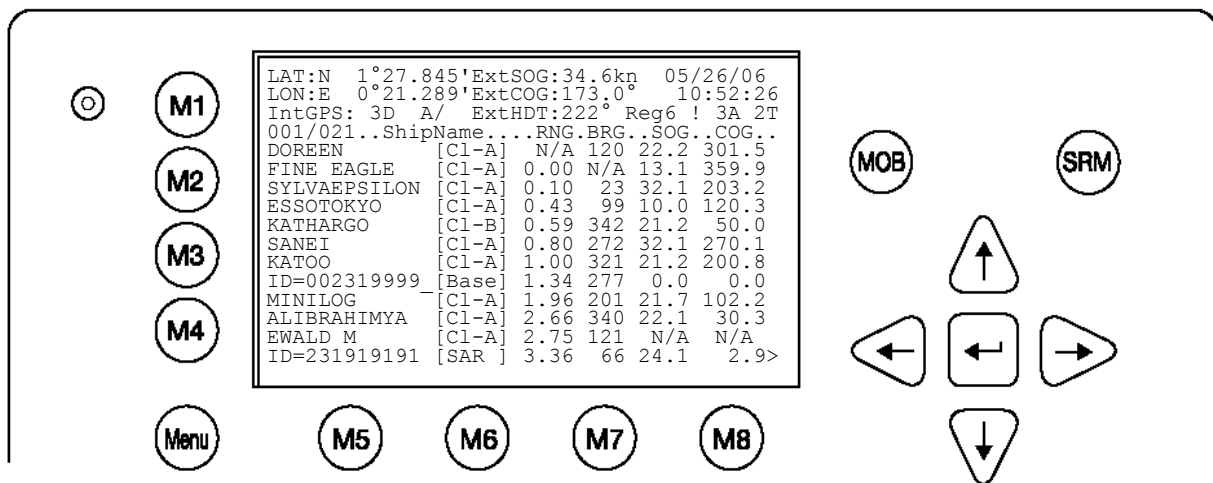 LAT:N  1°27.845'ExtSOG:34.6kn  05/26/06
LON:E  0°21.289'ExtCOG:173.0°   10:52:26
IntGPS: 3D  A/  ExtHDT:222° Reg6 ! 3A 2T
001/021..ShipName....RNG.BRG..SOG..COG..
DOREEN       [Cl-A]  N/A 120 22.2 301.5
FINE EAGLE   [Cl-A] 0.00 N/A 13.1 359.9
SYLVAEPSILON [Cl-A] 0.10  23 32.1 203.2
ESSOTOKYO    [Cl-A] 0.43  99 10.0 120.3
KATHARGO     [Cl-B] 0.59 342 21.2  50.0
SANEI        [Cl-A] 0.80 272 32.1 270.1
KATOO        [Cl-A] 1.00 321 21.2 200.8
ID=002319999_[Base] 1.34 277  0.0   0.0
MINILOG      [Cl-A] 1.96 201 21.7 102.2
ALIBRAHIMYA  [Cl-A] 2.66 340 22.1  30.3
EWALD M      [Cl-A] 2.75 121  N/A  N/A
ID=231919191 [SAR ] 3.36  66 24.1   2.9>
M1
M2
M3
M4
MOB
SRM
Menu
M5
M6
M7
M8